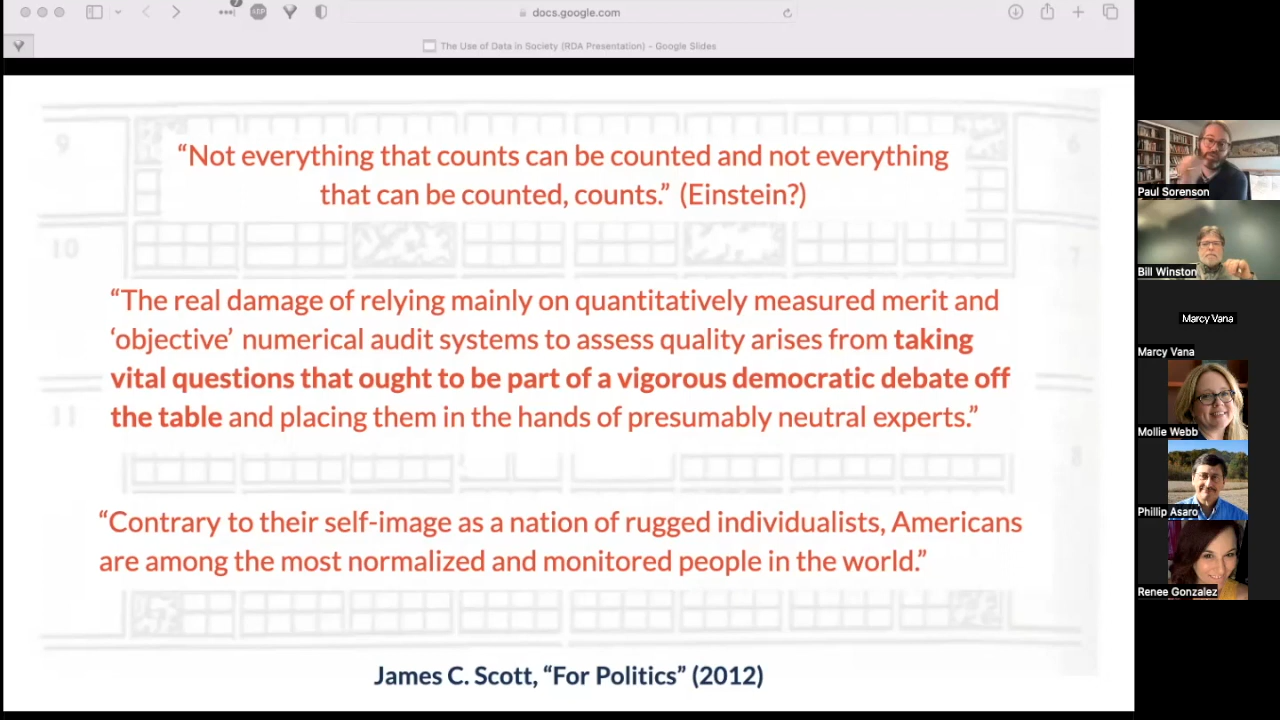 docs.google.com
The Use of Data in Society (RDA Presentation) – Google Slides
“Not everything that counts can be counted and not everything
that can be counted, counts.” (Einstein?)
“The real damage of relying mainly on quantitatively measured merit and
‘objective’ numerical audit systems to assess quality arises from taking
vital questions that ought to be part of a vigorous democratic debate off
the table and placing them in the hands of presumably neutral experts.”
“Contrary to their self-image as a nation of rugged individualists, Americans
are among the most normalized and monitored people in the world.”
James C. Scott, “For Politics” (2012)
9
10
11
6
7
8
Paul Sorenson
Bill Winston
Marcy Vana
Marcy Vana
Mollie Webb
Phillip Asaro
Renee Gonzalez